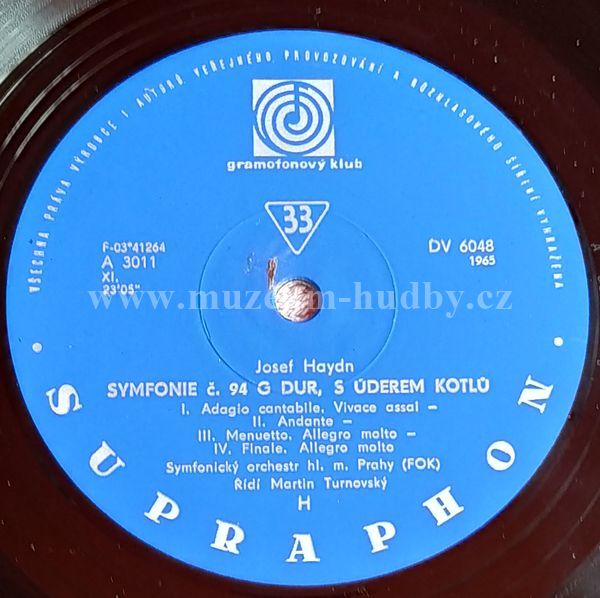 VŠECHNA PRÁVA VÝROBCE I AUTORŮ VEŘEJNÉHO PROVOZOVÁNÍ A ROZHLASOVÉHO ŠÍŘENÍ VYHRAŽENA
gramofonový klub
33
F-03*41264
A 3011
XI.
23'05"
DV 6048
1965
www.muzeum-hudby.cz
Josef Haydn
SYMFONIE č. 94 G DUR, S ÚDEREM KOTLŮ
I. Adagio cantabile. Vivace assai –
II. Andante –
III. Menuetto. Allegro molto –
IV. Finale. Allegro molto
Symfonický orchestr hl. m. Prahy (FOK)
Řídí Martin Turnovský
H
• SUPRAPHON •